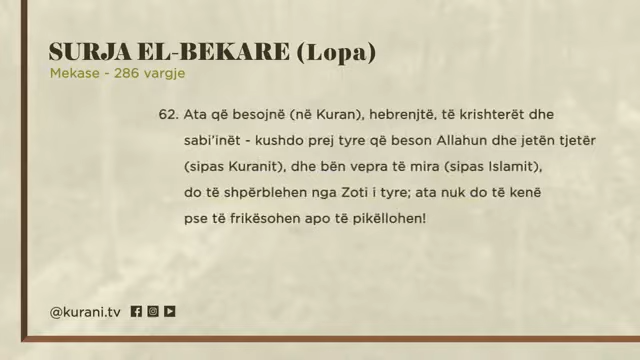 SURJA EL-BEKARE (Lopa)
Mekase - 286 vargje
62. Ata që besojnë (në Kuran), hebrenjtë, të krishterët dhe
sabi'inët - kushdo prej tyre që beson Allahun dhe jetën tjetër
(sipas Kuranit), dhe bën vepra të mira (sipas Islamit),
do të shpërblehen nga Zoti i tyre; ata nuk do të kenë
pse të frikësohen apo të pikëllohen!
@kurani.tv